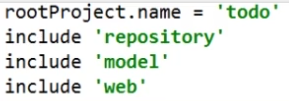 rootProject.name = 'todo'
include 'repository'
include 'model'
include 'web'